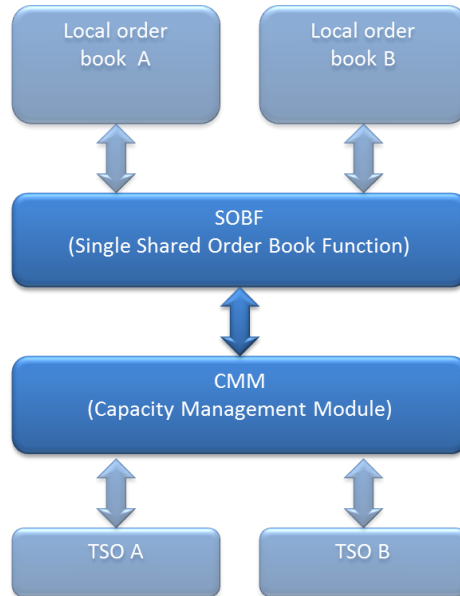 Local order
book  A
Local order
book B
SOBF
(Single Shared Order Book Function)
CMM
(Capacity Management Module)
TSO A
TSO B